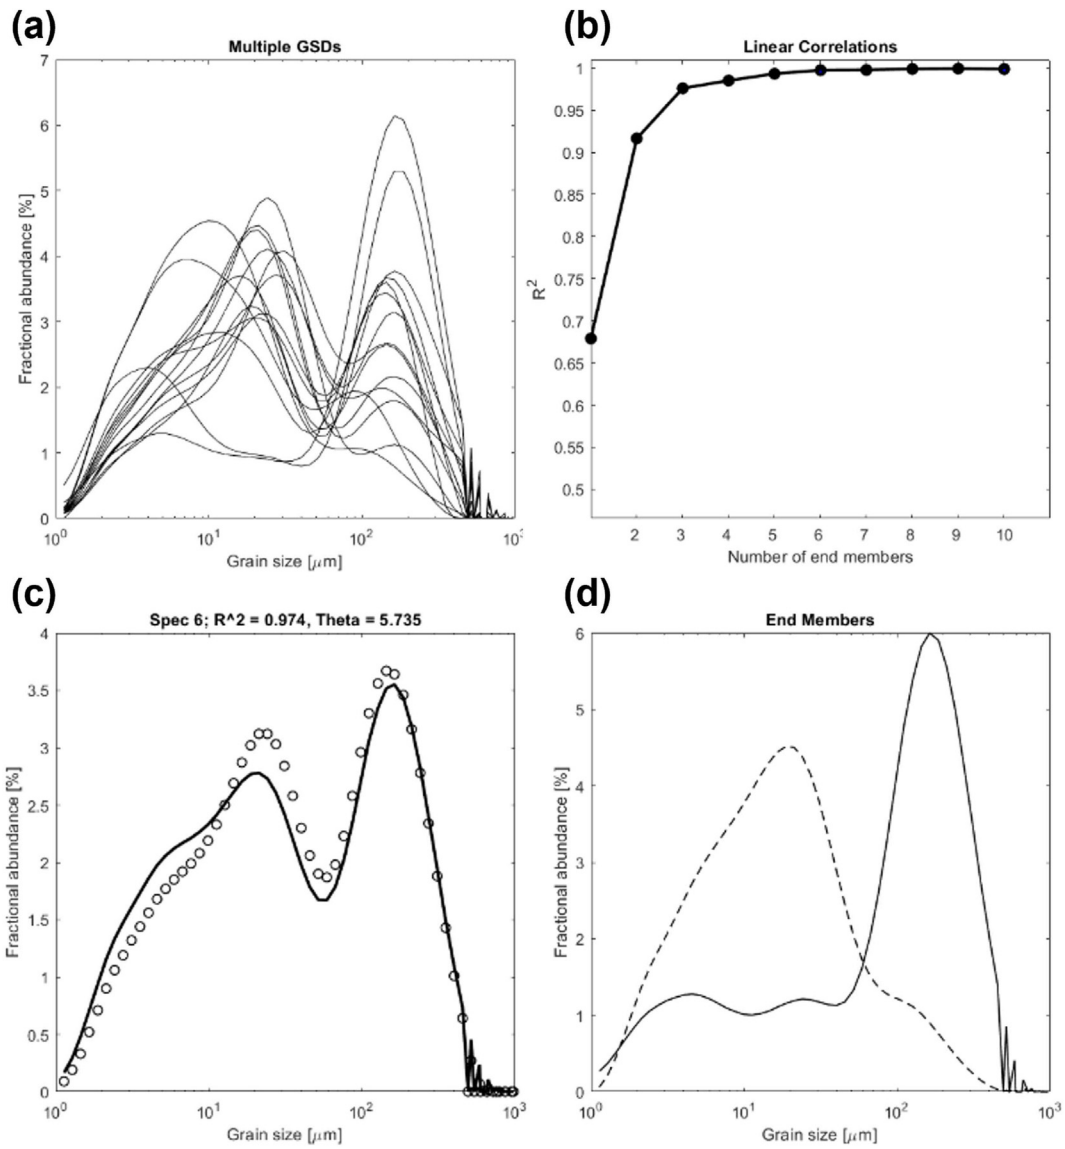 (a)
Multiple GSDs
7
6
5
4
3
2
1
0
Fractional abundance [%]
10^0 10^1 10^2 10^3
Grain size [μm]
(b)
Linear Correlations
1
0.95
0.9
0.85
0.8
0.75
0.7
0.65
0.6
0.55
0.5
R^2
2 3 4 5 6 7 8 9 10
Number of end members
(c)
Spec 6; R^2 = 0.974, Theta = 5.735
4
3.5
3
2.5
2
1.5
1
0.5
0
Fractional abundance [%]
10^0 10^1 10^2 10^3
Grain size [μm]
(d)
End Members
6
5
4
3
2
1
0
Fractional abundance [%]
10^0 10^1 10^2 10^3
Grain size [μm]